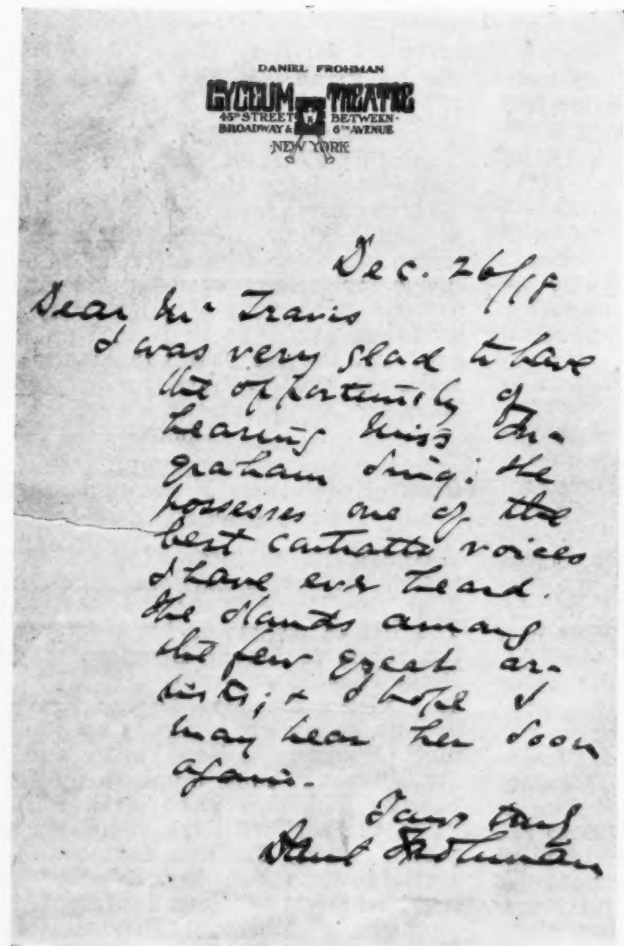 DANIEL FROHMAN
LYCEUM THEATRE
45TH STREET BETWEEN
BROADWAY & 6TH AVENUE
NEW YORK
Dec. 26/18
Dear Mr Travis
I was very glad to have
the opportunity of
hearing Miss In-
graham sing; she
possesses one of the
best contralto voices
I have ever heard.
She stands among
the few great ar-
tists; & I hope I
may hear her soon
again.
Yours truly
Daniel Frohman